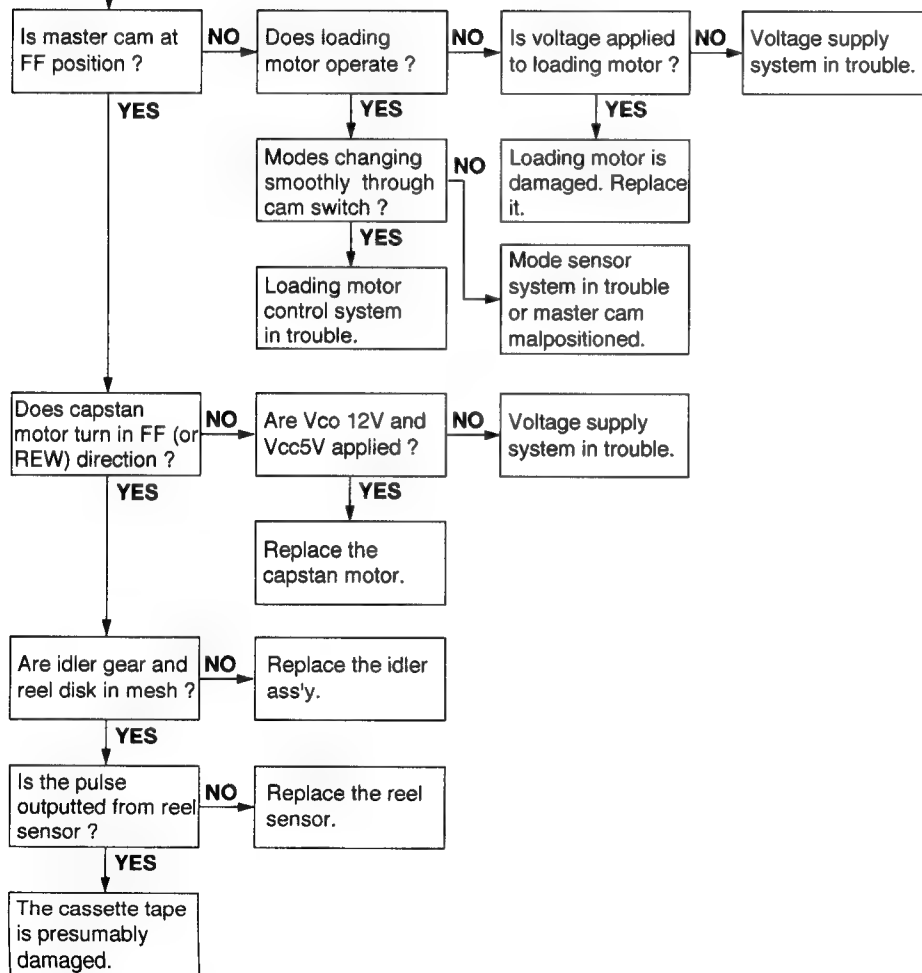 Is master cam at
FF position ?
NO
Does loading
motor operate ?
NO
Is voltage applied
to loading motor ?
NO
Voltage supply
system in trouble.
YES
YES
YES
Modes changing
smoothly through
cam switch ?
NO
Loading motor is
damaged. Replace
it.
YES
Loading motor
control system
in trouble.
Mode sensor
system in trouble
or master cam
malpositioned.
Does capstan
motor turn in FF (or
REW) direction ?
NO
Are Vco 12V and
Vcc5V applied ?
NO
Voltage supply
system in trouble.
YES
YES
Replace the
capstan motor.
Are idler gear and
reel disk in mesh ?
NO
Replace the idler
ass'y.
YES
Is the pulse
outputted from reel
sensor ?
NO
Replace the reel
sensor.
YES
The cassette tape
is presumably
damaged.